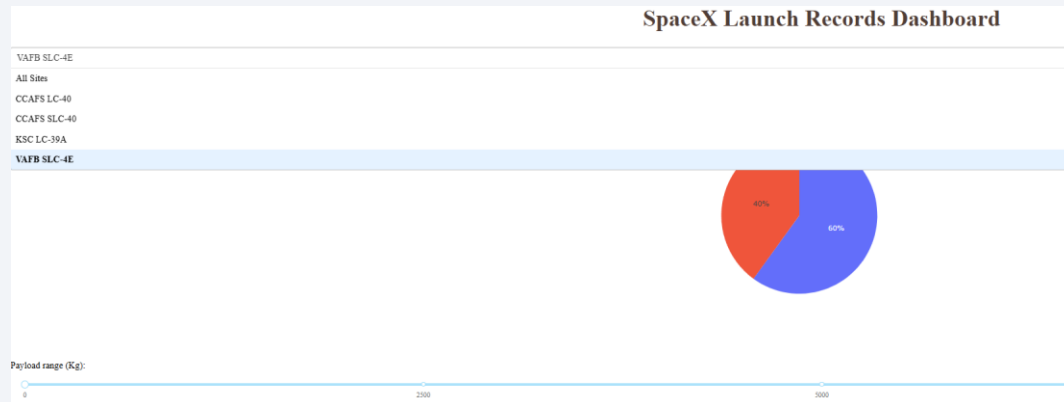 SpaceX Launch Records Dashboard
VAFB SLC-4E
All Sites
CCAFS LC-40
CCAFS SLC-40
KSC LC-39A
VAFB SLC-4E
40%
60%
Payload range (Kg):
0 2500 5000